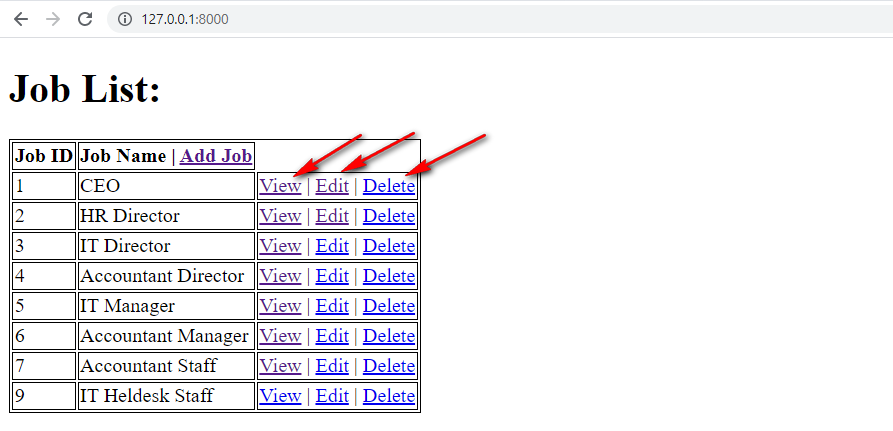 127.0.0.1:8000
Job List:
Job ID Job Name | Add Job
1 CEO View | Edit | Delete
2 HR Director View | Edit | Delete
3 IT Director View | Edit | Delete
4 Accountant Director View | Edit | Delete
5 IT Manager View | Edit | Delete
6 Accountant Manager View | Edit | Delete
7 Accountant Staff View | Edit | Delete
9 IT Heldesk Staff View | Edit | Delete